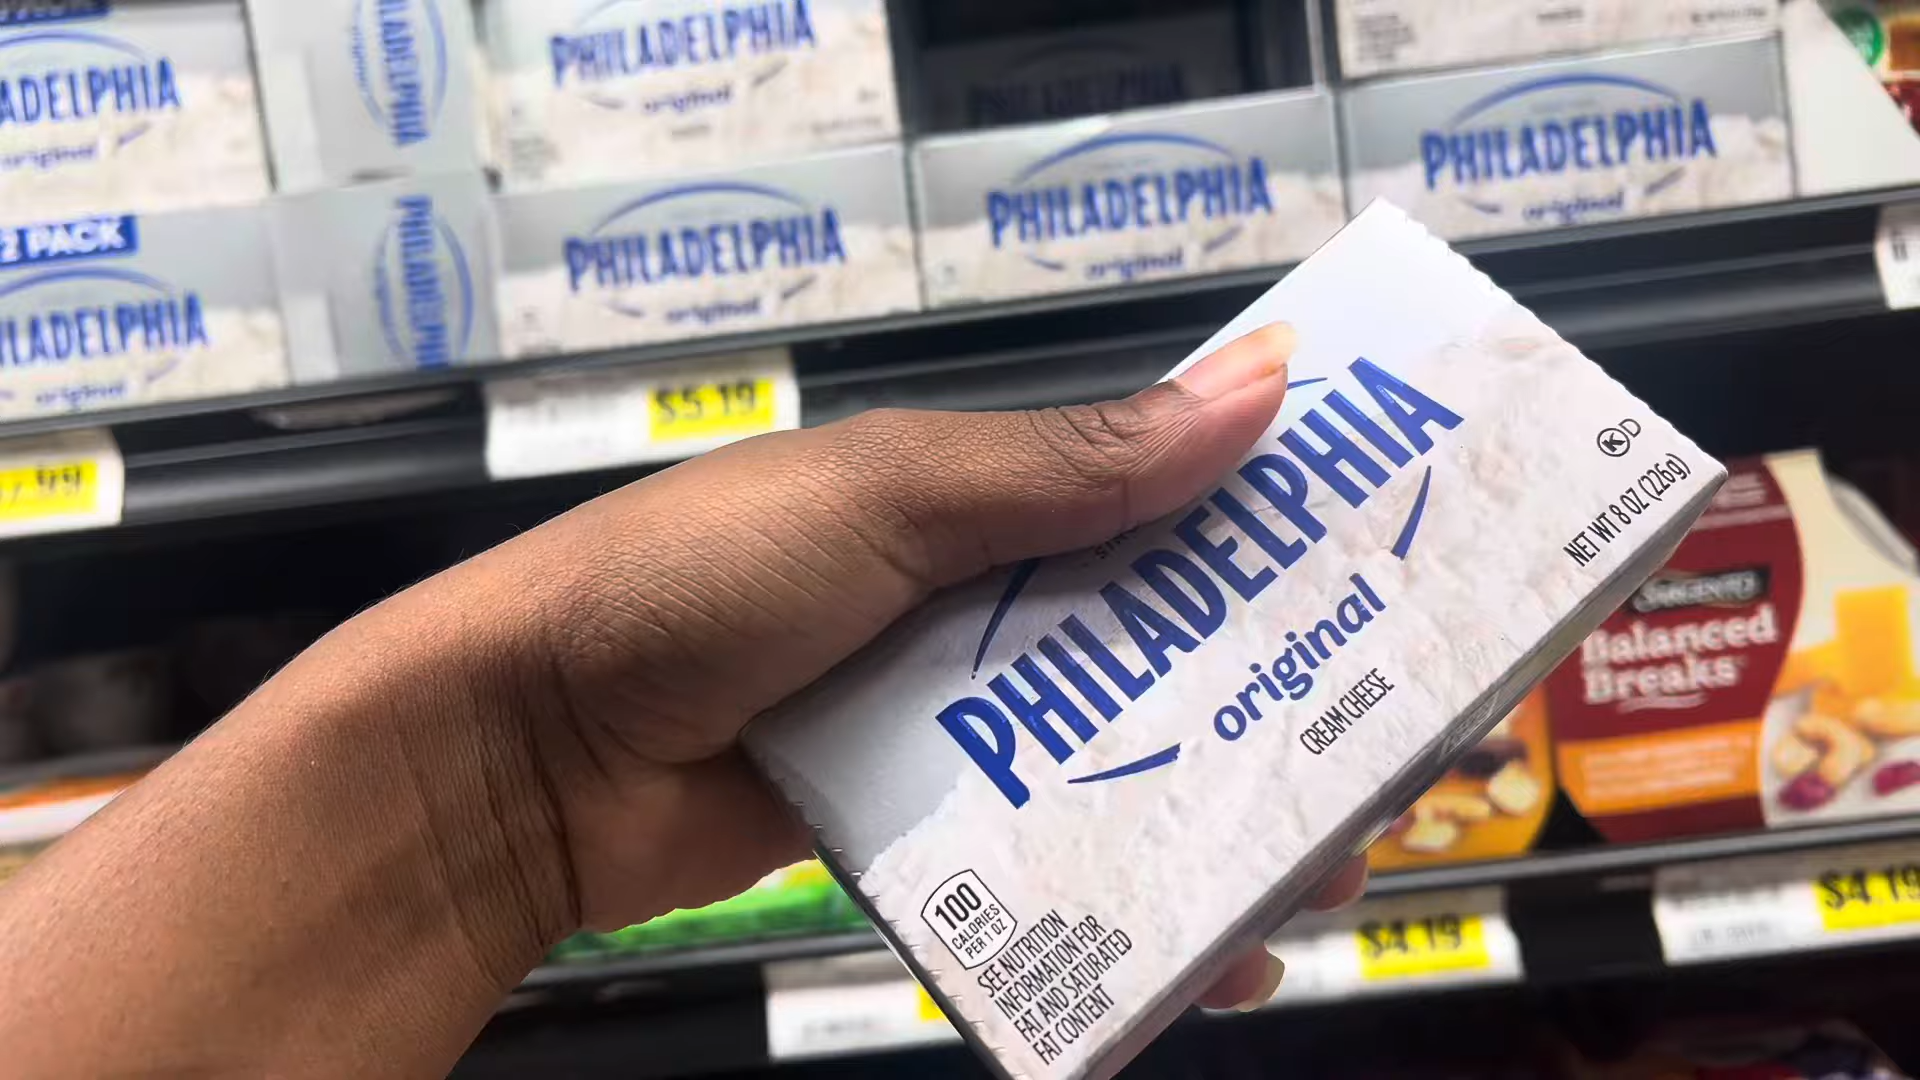 PHILADELPHIA
PHILADELPHIA
original
PHILADELPHIA
original
PHILADELPHIA
original
PHILADELPHIA
original
PHILADELPHIA
original
2 PACK
PHILADELPHIA
$5.19
$4.19
$4.19
SARGENTO
Balanced
Breaks
PHILADELPHIA
original
CREAM CHEESE
K D
NET WT 8 OZ (226g)
100
CALORIES
PER 1 OZ
SEE NUTRITION
INFORMATION FOR
FAT AND SATURATED
FAT CONTENT